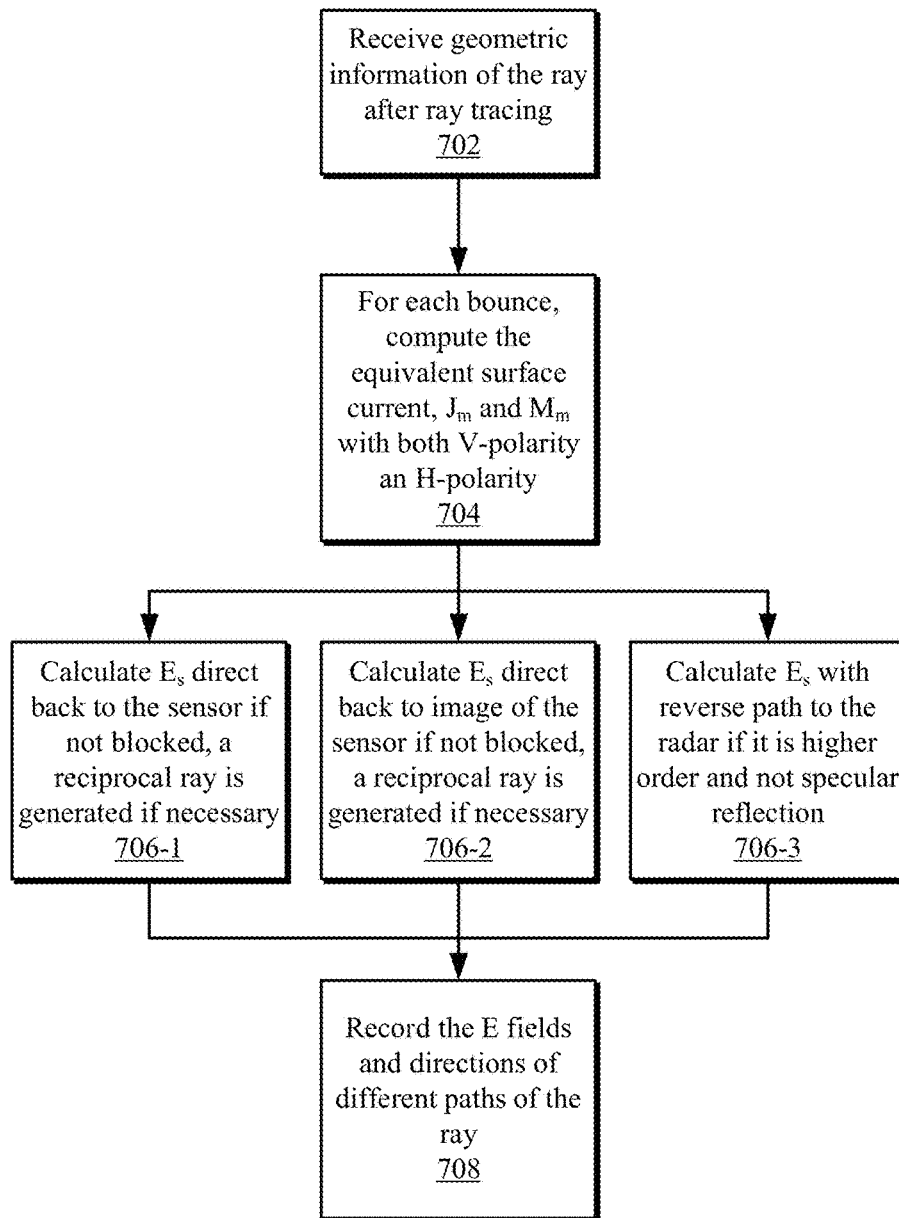 Receive geometric
information of the ray
after ray tracing
702
For each bounce,
compute the
equivalent surface
current, Jm and Mm
with both V-polarity
an H-polarity
704
Calculate Es direct
back to the sensor if
not blocked, a
reciprocal ray is
generated if necessary
706-1
Calculate Es direct
back to image of the
sensor if not blocked,
a reciprocal ray is
generated if necessary
706-2
Calculate Es with
reverse path to the
radar if it is higher
order and not specular
reflection
706-3
Record the E fields
and directions of
different paths of the
ray
708